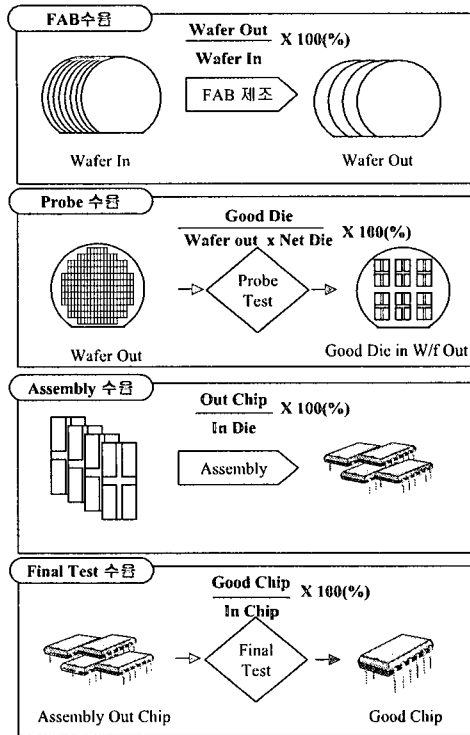 FAB수율
Wafer Out
Wafer In
X 100(%)
FAB 제조
Wafer In
Wafer Out
Probe 수율
Good Die
Wafer out x Net Die
X 100(%)
Probe
Test
Wafer Out
Good Die in W/f Out
Assembly 수율
Out Chip
In Die
X 100(%)
Assembly
Final Test 수율
Good Chip
In Chip
X 100(%)
Final
Test
Assembly Out Chip
Good Chip